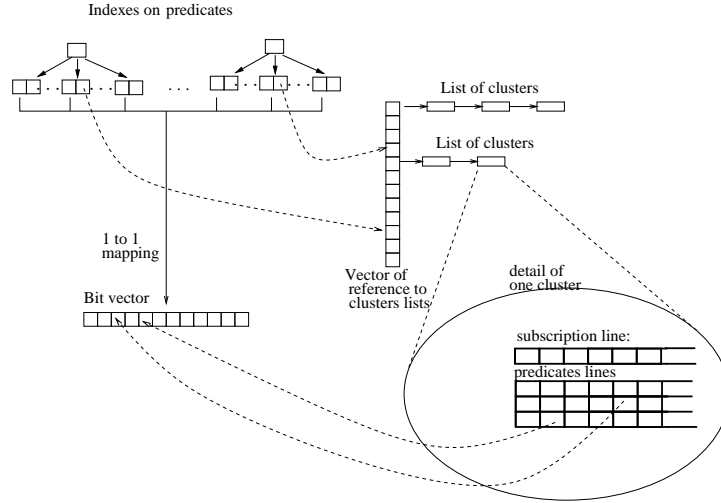 Indexes on predicates
List of clusters
List of clusters
1 to 1
mapping
Vector of
reference to
clusters lists
detail of
one cluster
Bit vector
subscription line:
predicates lines